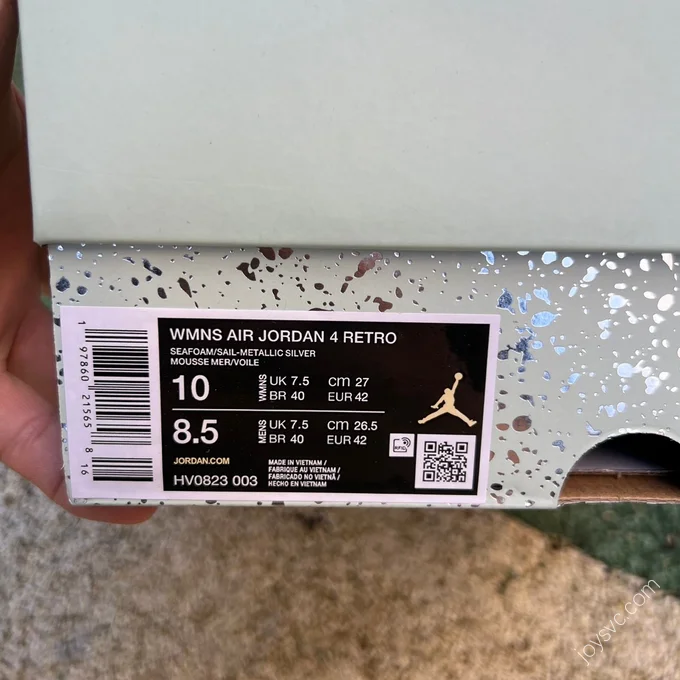 WMNS AIR JORDAN 4 RETRO
SEAFOAM/SAIL-METALLIC SILVER
MOUSSE MER/VOILE
10 WMNS UK 7.5 cm 27
BR 40 EUR 42
8.5 MENS UK 7.5 cm 26.5
BR 40 EUR 42
JORDAN.COM
HV0823 003
MADE IN VIETNAM /
FABRIQUE AU VIETNAM /
FABRICADO NO VIETNÃ /
HECHO EN VIETNAM
1 97860 21565 8 16
joysvc.com